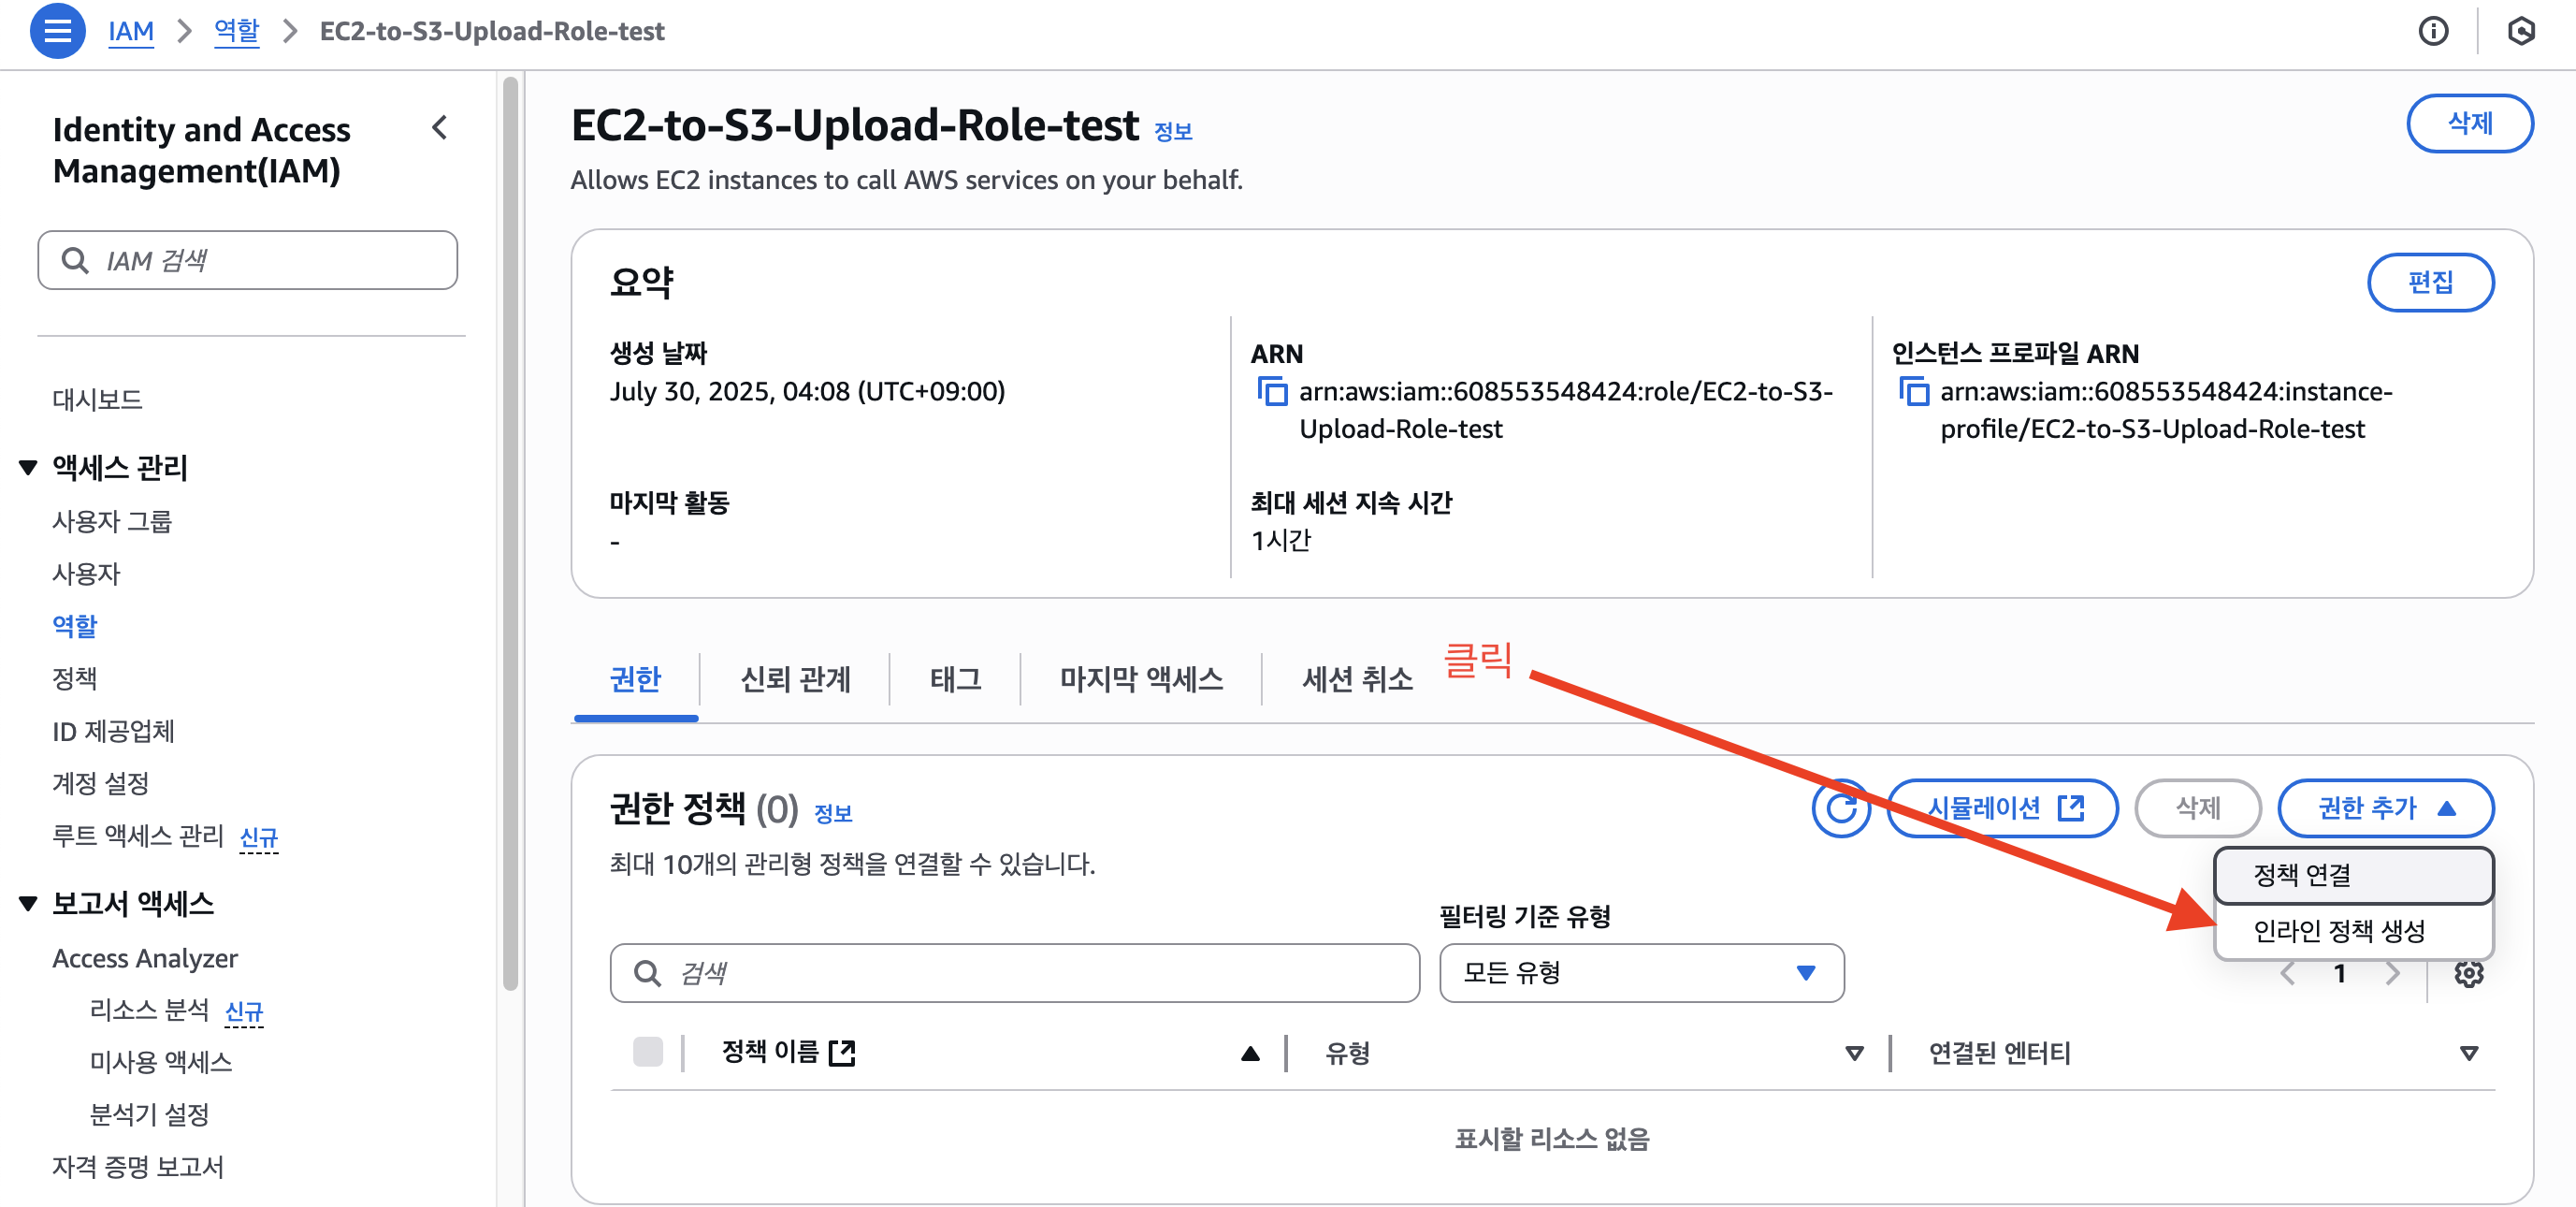 IAM > 역할 > EC2-to-S3-Upload-Role-test
Identity and Access
Management(IAM)
IAM 검색
대시보드
액세스 관리
사용자 그룹
사용자
역할
정책
ID 제공업체
계정 설정
루트 액세스 관리 신규
보고서 액세스
Access Analyzer
리소스 분석 신규
미사용 액세스
분석기 설정
자격 증명 보고서
EC2-to-S3-Upload-Role-test 정보
삭제
Allows EC2 instances to call AWS services on your behalf.
요약
편집
생성 날짜
July 30, 2025, 04:08 (UTC+09:00)
ARN
arn:aws:iam::608553548424:role/EC2-to-S3-
Upload-Role-test
인스턴스 프로파일 ARN
arn:aws:iam::608553548424:instance-
profile/EC2-to-S3-Upload-Role-test
마지막 활동
-
최대 세션 지속 시간
1시간
권한
신뢰 관계
태그
마지막 액세스
세션 취소
클릭
권한 정책 (0) 정보
시뮬레이션
삭제
권한 추가
최대 10개의 관리형 정책을 연결할 수 있습니다.
정책 연결
인라인 정책 생성
필터링 기준 유형
검색
모든 유형
1
정책 이름
유형
연결된 엔터티
표시할 리소스 없음